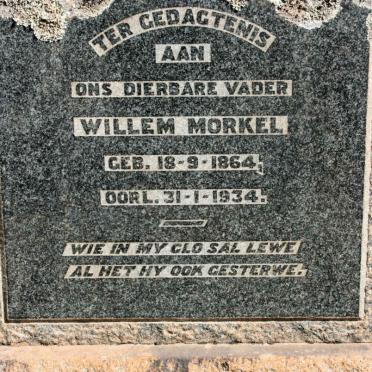 TER GEDAGTENIS
AAN
ONS DIERBARE VADER
WILLEM MORKEL
GEB. 18-9-1864;
OORL. 31-1-1934.
WIE IN MY GLO SAL LEWE
AL HET HY OOK GESTERWE.